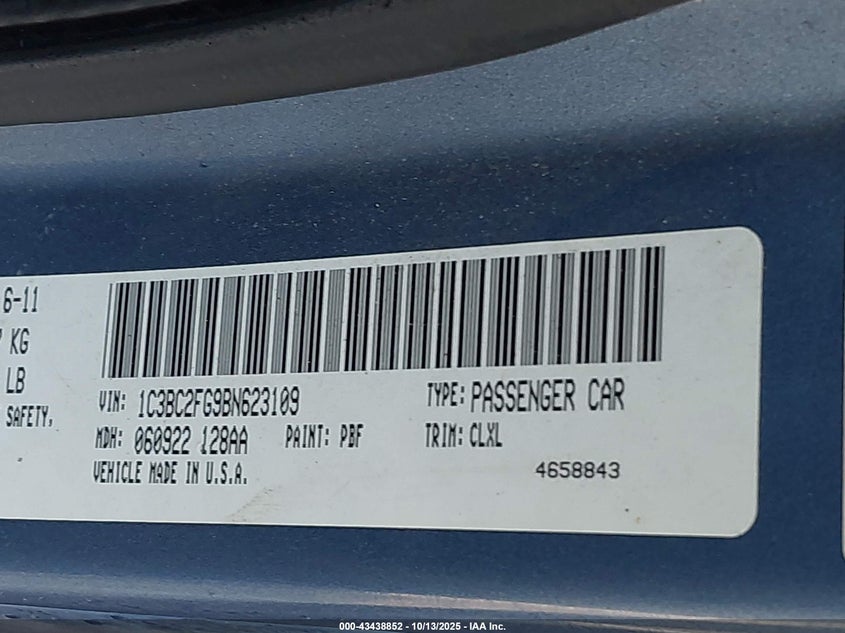 6-11
KG
LB
SAFETY,
VIN: 1C3BC2FG9BN623109
TYPE: PASSENGER CAR
MDH: 060922 128AA
PAINT: PBF
TRIM: CLXL
VEHICLE MADE IN U.S.A.
4658843
000-43438852 - 10/13/2025 - IAA Inc.